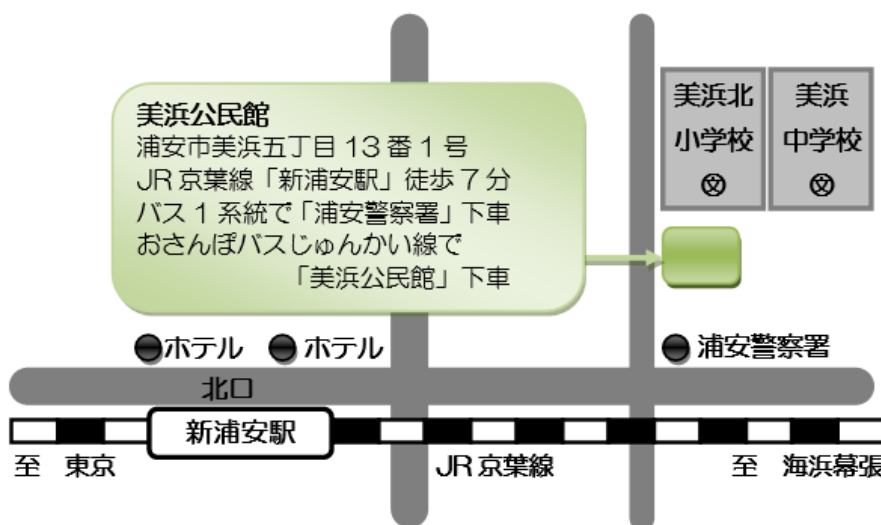 美浜公民館
浦安市美浜五丁目13番1号
JR京葉線「新浦安駅」徒歩7分
バス1系統で「浦安警察署」下車
おさんぽバスじゅんかい線で
「美浜公民館」下車
美浜北
小学校
文
美浜
中学校
文
ホテル
ホテル
浦安警察署
北口
新浦安駅
至 東京
JR京葉線
至 海浜幕張